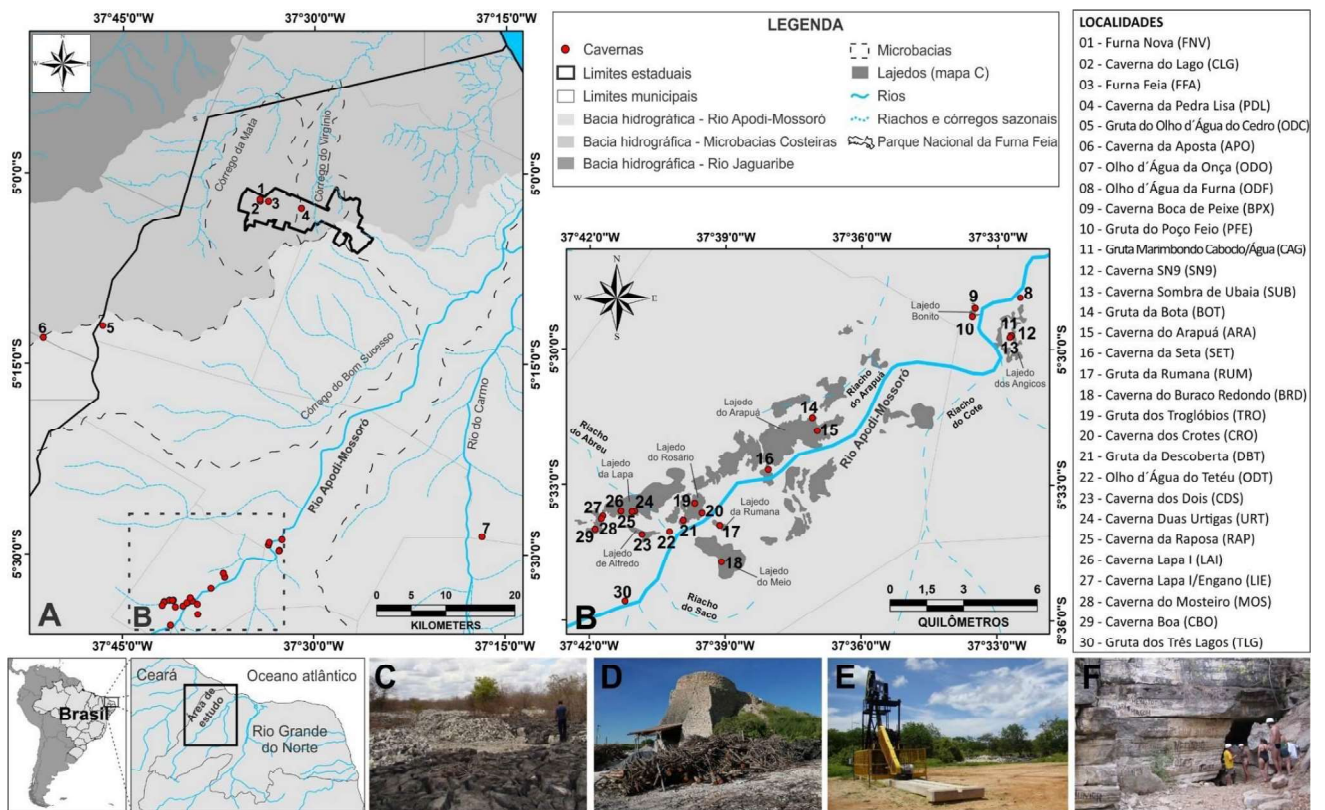 37°45'0"W
37°30'0"W
37°15'0"W
N
W
E
S
Córrego da Mata
Córrego do Virgínio
1
2
3
4
5°0'0"S
6
5
Córrego do Bom Sucesso
5°15'0"S
Rio Apodi-Mossoró
Rio do Carmo
7
5°30'0"S
A
B
0 5 10 20
KILOMETERS
37°45'0"W
37°30'0"W
37°15'0"W
LEGENDA
Cavernas
Limites estaduais
Limites municipais
Bacia hidrográfica - Rio Apodi-Mossoró
Bacia hidrográfica - Microbacias Costeiras
Bacia hidrográfica - Rio Jaguaribe
Microbacias
Lajedos (mapa C)
Rios
Riachos e córregos sazonais
Parque Nacional da Furna Feia
37°42'0"W
37°39'0"W
37°36'0"W
37°33'0"W
N
W
E
S
9
8
Lajedo
Bonito
10
11
12
13
Lajedo
dos Angicos
5°30'0"S
5°30'0"S
Riacho
do Arapuá
Lajedo
do Arapuá
14
15
Rio Apodi-Mossoró
Riacho
do Cote
Riacho
do Abreu
Lajedo
do Rosario
16
Lajedo
da Lapa
5°33'0"S
5°33'0"S
26
24
19
27
25
20
Lajedo
da Rumana
28
21
17
29
23
22
Lajedo
de Alfredo
18
Lajedo
do Meio
30
Riacho
do Saco
B
0 1,5 3 6
QUILÔMETROS
5°36'0"S
37°42'0"W
37°39'0"W
37°36'0"W
37°33'0"W
LOCALIDADES
01 - Furna Nova (FNV)
02 - Caverna do Lago (CLG)
03 - Furna Feia (FFA)
04 - Caverna da Pedra Lisa (PDL)
05 - Gruta do Olho d´Água do Cedro (ODC)
06 - Caverna da Aposta (APO)
07 - Olho d´Água da Onça (ODO)
08 - Olho d´Água da Furna (ODF)
09 - Caverna Boca de Peixe (BPX)
10 - Gruta do Poço Feio (PFE)
11 - Gruta Marimbondo Cabodo/Água (CAG)
12 - Caverna SN9 (SN9)
13 - Caverna Sombra de Ubaia (SUB)
14 - Gruta da Bota (BOT)
15 - Caverna do Arapuá (ARA)
16 - Caverna da Seta (SET)
17 - Gruta da Rumana (RUM)
18 - Caverna do Buraco Redondo (BRD)
19 - Gruta dos Troglóbios (TRO)
20 - Caverna dos Crotes (CRO)
21 - Gruta da Descoberta (DBT)
22 - Olho d´Água do Tetéu (ODT)
23 - Caverna dos Dois (CDS)
24 - Caverna Duas Urtigas (URT)
25 - Caverna da Raposa (RAP)
26 - Caverna Lapa I (LAI)
27 - Caverna Lapa I/Engano (LIE)
28 - Caverna do Mosteiro (MOS)
29 - Caverna Boa (CBO)
30 - Gruta dos Três Lagos (TLG)
Brasil
Ceará
Oceano atlântico
Área de
estudo
Rio Grande
do Norte
C
D
E
F